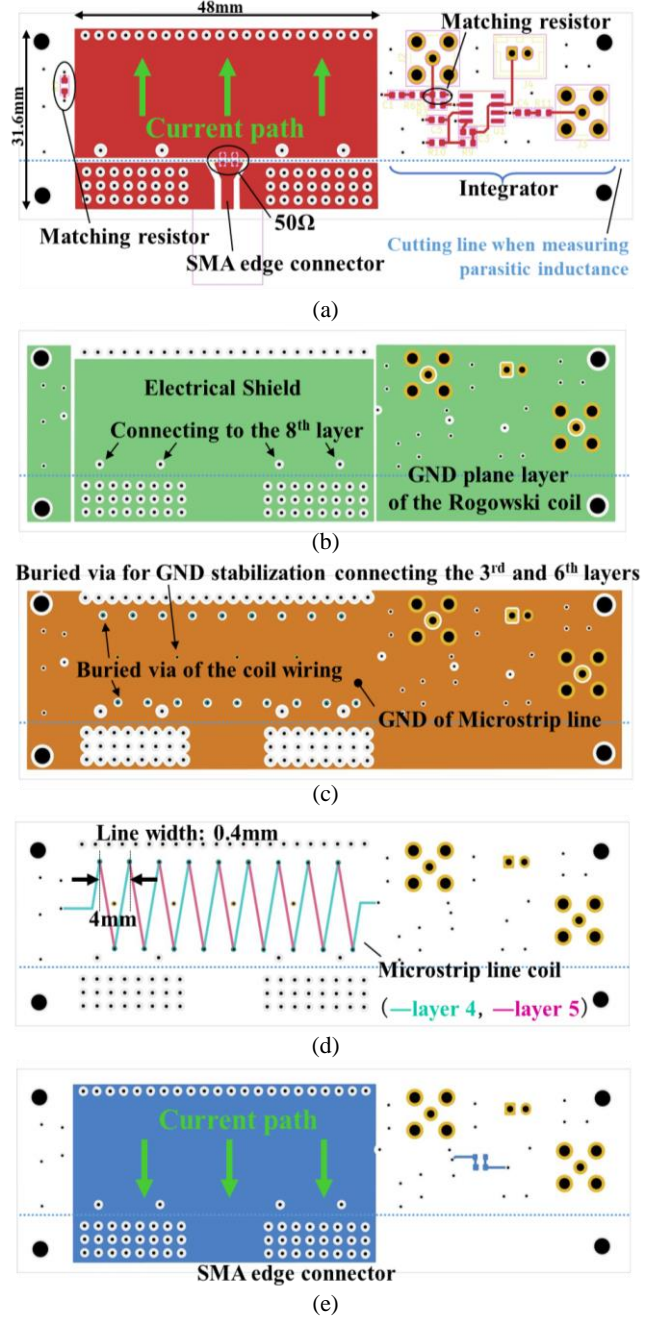 48mm
Matching resistor
31.6mm
Current path
Integrator
50Ω
Matching resistor
SMA edge connector
Cutting line when measuring
parasitic inductance
(a)
Electrical Shield
Connecting to the 8th layer
GND plane layer
of the Rogowski coil
(b)
Buried via for GND stabilization connecting the 3rd and 6th layers
Buried via of the coil wiring
GND of Microstrip line
(c)
Line width: 0.4mm
4mm
Microstrip line coil
(—layer 4, —layer 5)
(d)
Current path
SMA edge connector
(e)